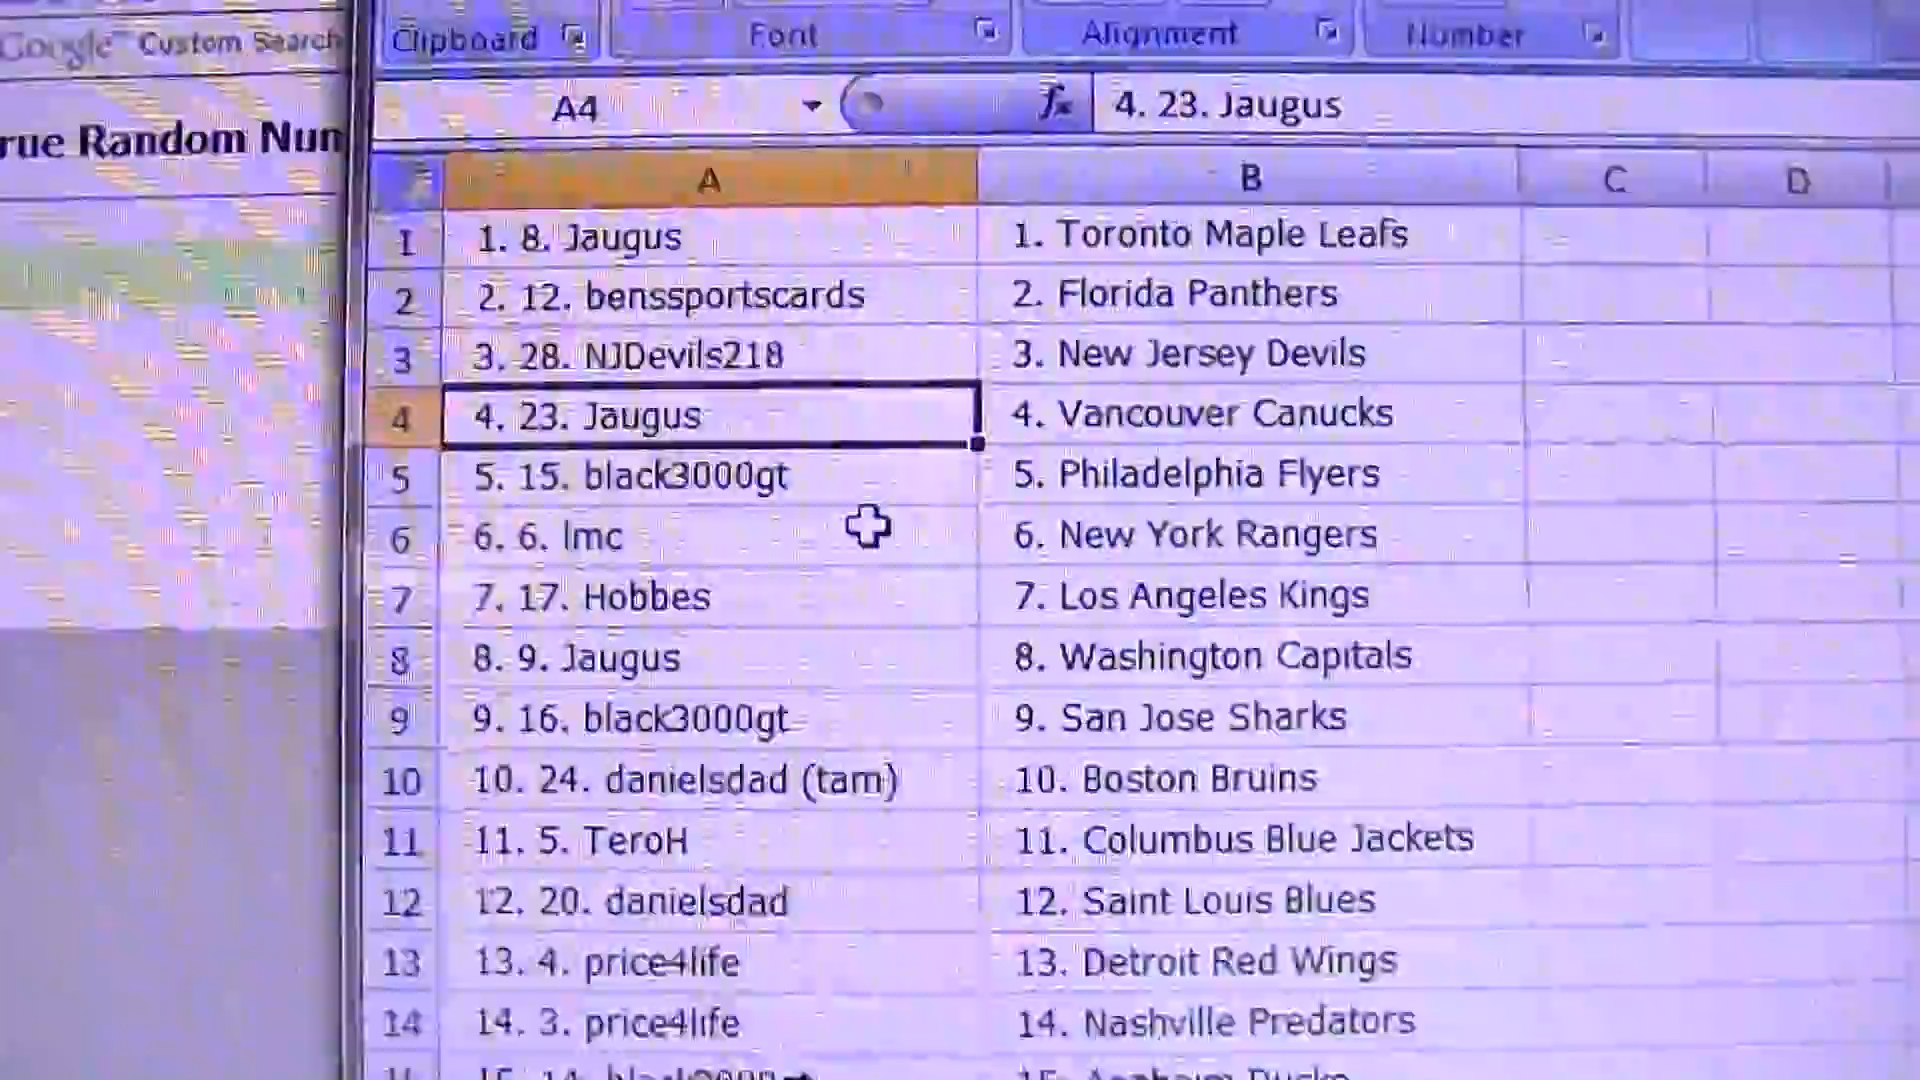 Google Custom Search
Clipboard
Font
Alignment
Number
A4
fx
4. 23. Jaugus
rue Random Num
A B C D
1 1. 8. Jaugus 1. Toronto Maple Leafs
2 2. 12. benssportscards 2. Florida Panthers
3 3. 28. NJDevils218 3. New Jersey Devils
4 4. 23. Jaugus 4. Vancouver Canucks
5 5. 15. black3000gt 5. Philadelphia Flyers
6 6. 6. lmc 6. New York Rangers
7 7. 17. Hobbes 7. Los Angeles Kings
8 8. 9. Jaugus 8. Washington Capitals
9 9. 16. black3000gt 9. San Jose Sharks
10 10. 24. danielsdad (tam) 10. Boston Bruins
11 11. 5. TeroH 11. Columbus Blue Jackets
12 12. 20. danielsdad 12. Saint Louis Blues
13 13. 4. price4life 13. Detroit Red Wings
14 14. 3. price4life 14. Nashville Predators